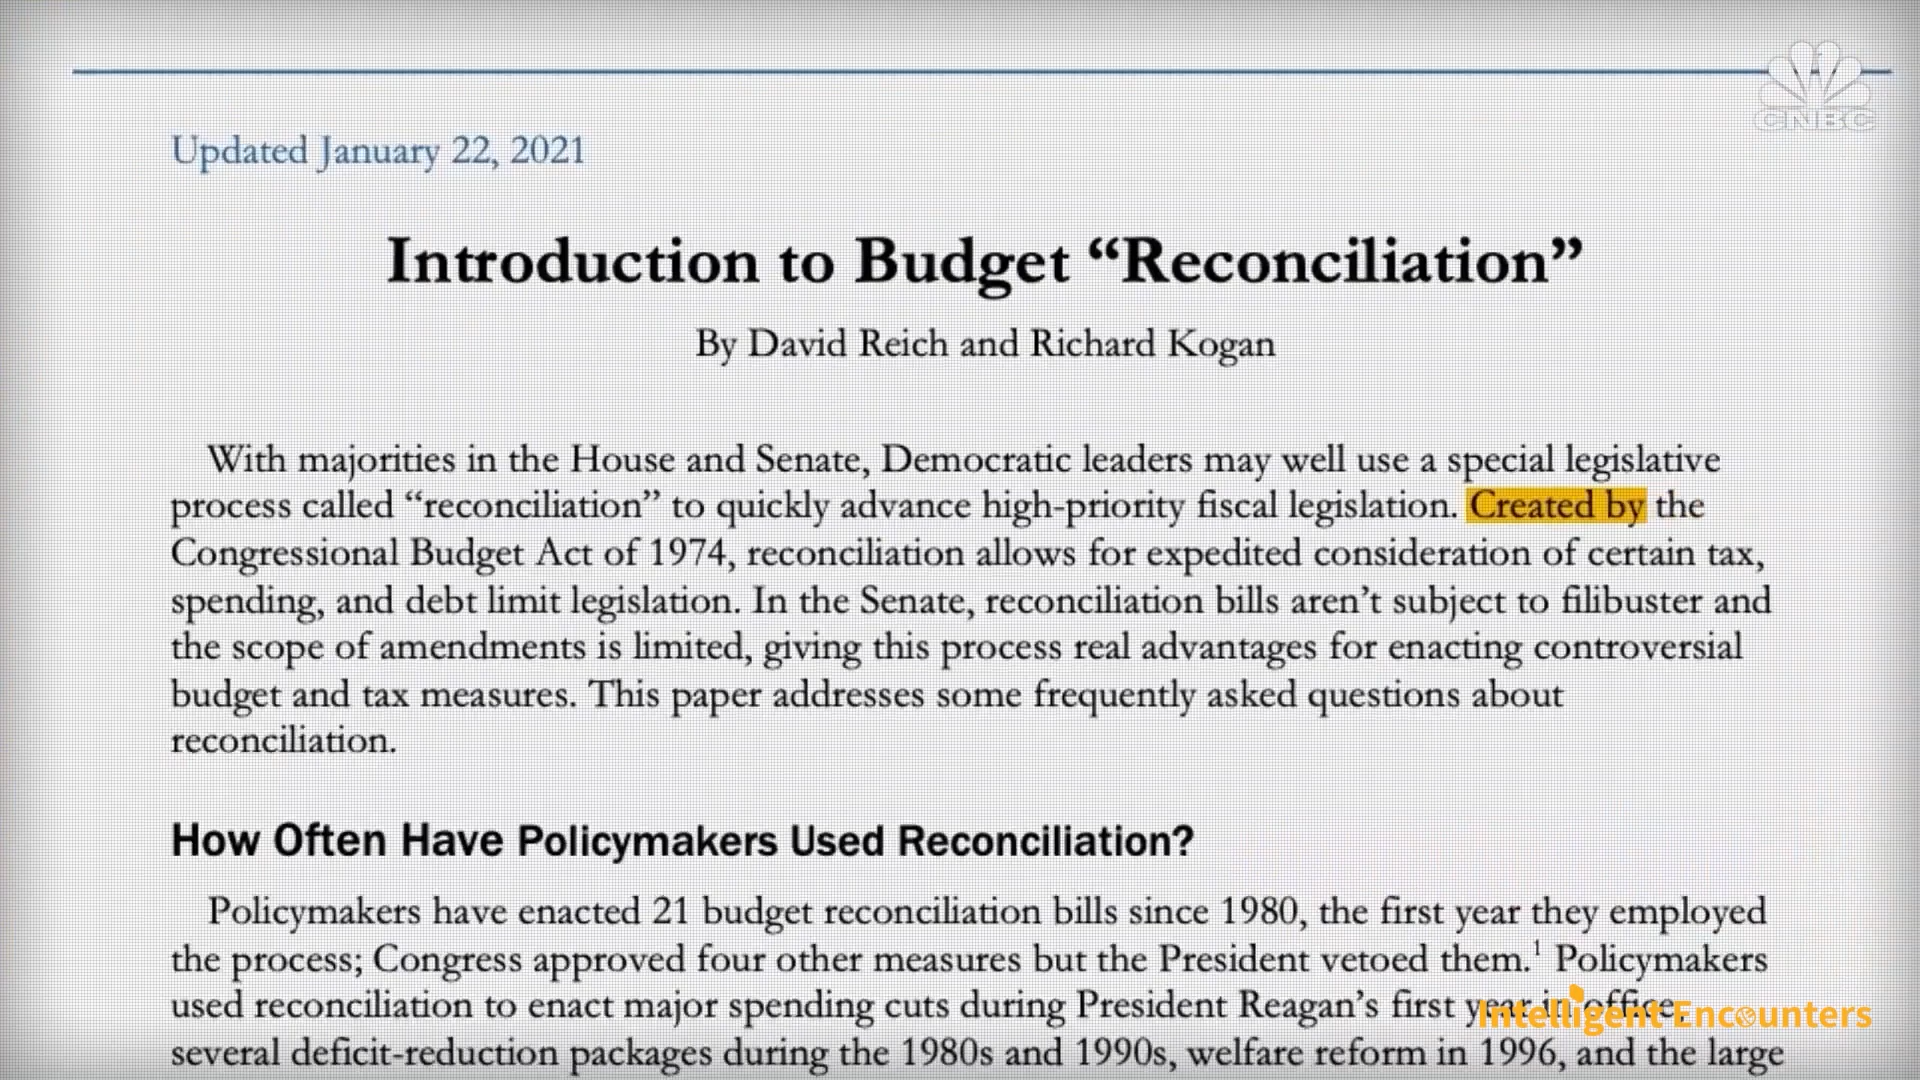 CNBC
Updated January 22, 2021
Introduction to Budget “Reconciliation”
By David Reich and Richard Kogan
With majorities in the House and Senate, Democratic leaders may well use a special legislative
process called “reconciliation” to quickly advance high-priority fiscal legislation. Created by the
Congressional Budget Act of 1974, reconciliation allows for expedited consideration of certain tax,
spending, and debt limit legislation. In the Senate, reconciliation bills aren’t subject to filibuster and
the scope of amendments is limited, giving this process real advantages for enacting controversial
budget and tax measures. This paper addresses some frequently asked questions about
reconciliation.
How Often Have Policymakers Used Reconciliation?
Policymakers have enacted 21 budget reconciliation bills since 1980, the first year they employed
the process; Congress approved four other measures but the President vetoed them.¹ Policymakers
used reconciliation to enact major spending cuts during President Reagan’s first year in office,
Intelligent Encounters
several deficit-reduction packages during the 1980s and 1990s, welfare reform in 1996, and the large